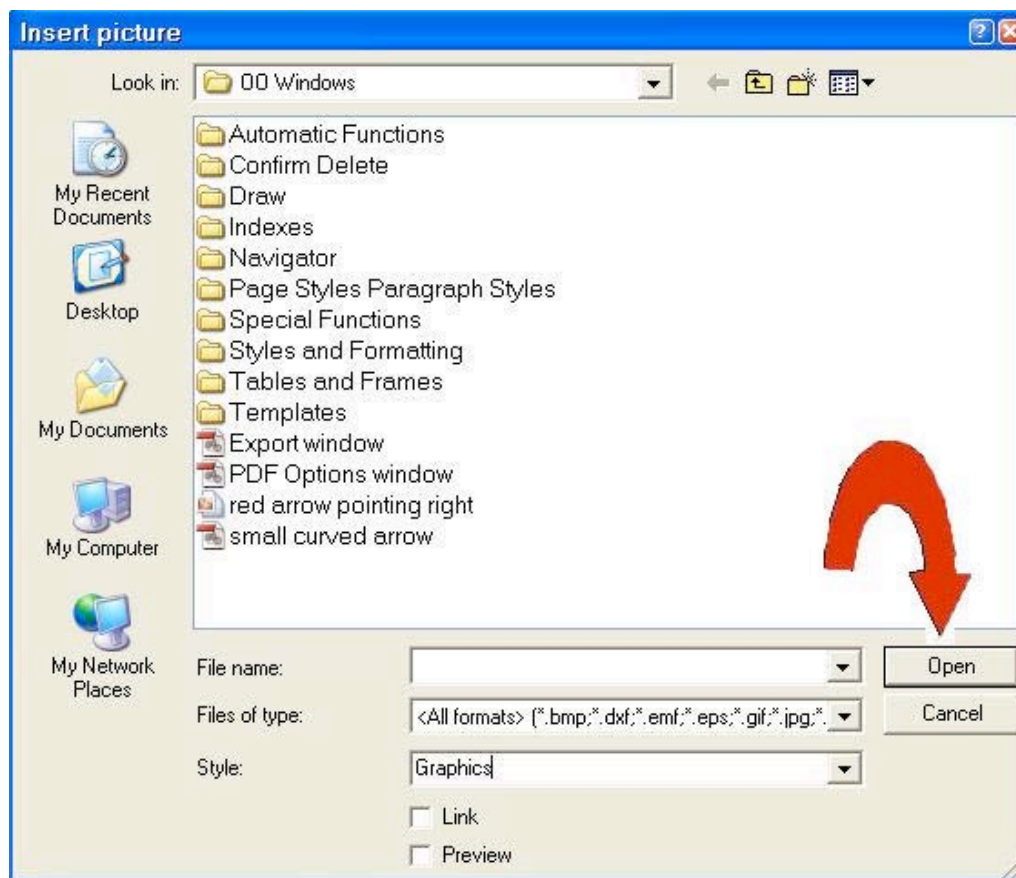 Insert picture
Look in: OO Windows
My Recent
Documents
Desktop
My Documents
My Computer
My Network
Places
Automatic Functions
Confirm Delete
Draw
Indexes
Navigator
Page Styles Paragraph Styles
Special Functions
Styles and Formatting
Tables and Frames
Templates
Export window
PDF Options window
red arrow pointing right
small curved arrow
File name:
Open
Files of type: <All formats> (*.bmp;*.dxf;*.emf;*.eps;*.gif;*.jpg;*.
Cancel
Style: Graphics
Link
Preview